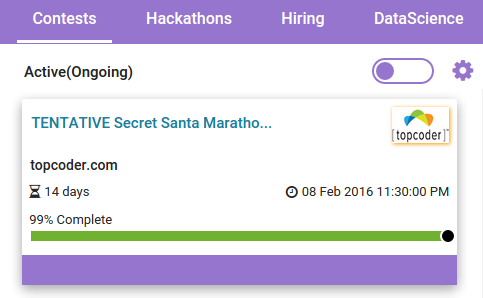 Contests Hackathons Hiring DataScience
Active(Ongoing)
TENTATIVE Secret Santa Maratho...
[topcoder]™
topcoder.com
14 days 08 Feb 2016 11:30:00 PM
99% Complete